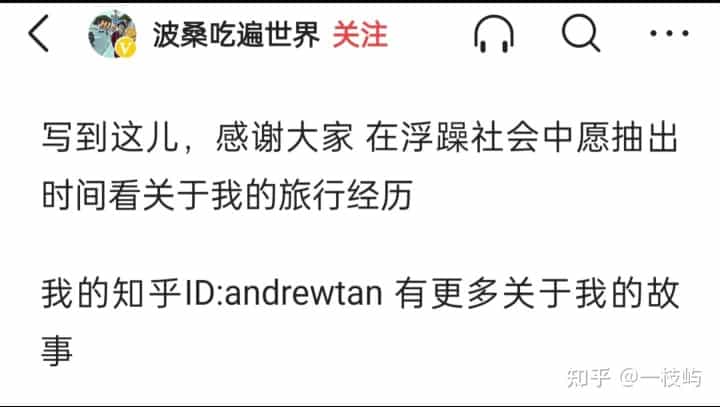 波桑吃遍世界 关注
写到这儿，感谢大家 在浮躁社会中愿抽出
时间看关于我的旅行经历
我的知乎ID:andrewtan 有更多关于我的故
事
知乎 @一枝屿